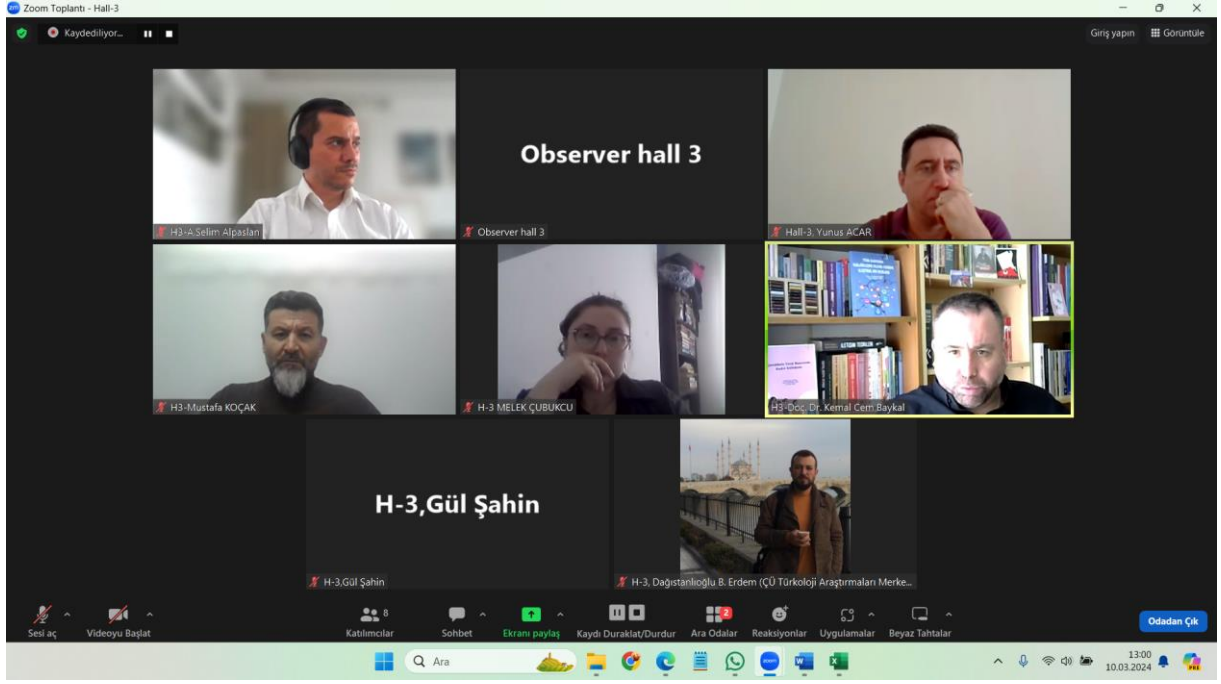 zoom Zoom Toplantı - Hall-3
Kaydediliyor...
Giriş yapın
Görüntüle
H3-A.Selim Alpaslan
Observer hall 3
Observer hall 3
Hall-3, Yunus ACAR
H3-Mustafa KOÇAK
H-3 MELEK ÇUBUKCU
H3-Doç. Dr. Kemal Cem Baykal
H-3,Gül Şahin
H-3,Gül Şahin
H-3, Dağıstanlıoğlu B. Erdem (ÇÜ Türkoloji Araştırmaları Merke...
8
2
Sesi aç
Videoyu Başlat
Katılımcılar
Sohbet
Ekranı paylaş
Kaydı Duraklat/Durdur
Ara Odalar
Reaksiyonlar
Uygulamalar
Beyaz Tahtalar
Odadan Çık
Ara
13:00
10.03.2024
PRE